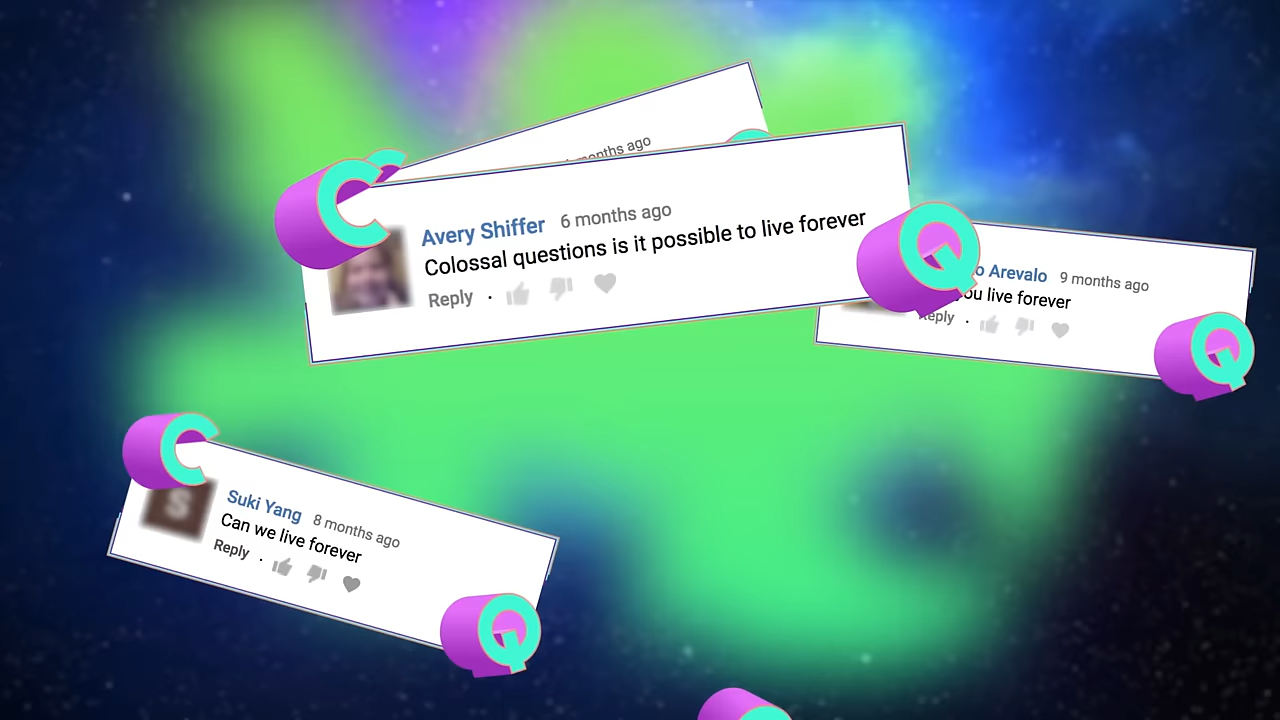 months ago
C
Avery Shiffer 6 months ago
Colossal questions is it possible to live forever
Reply ·
Q
o Arevalo 9 months ago
you live forever
Reply ·
Q
C
S
Suki Yang 8 months ago
Can we live forever
Reply ·
Q